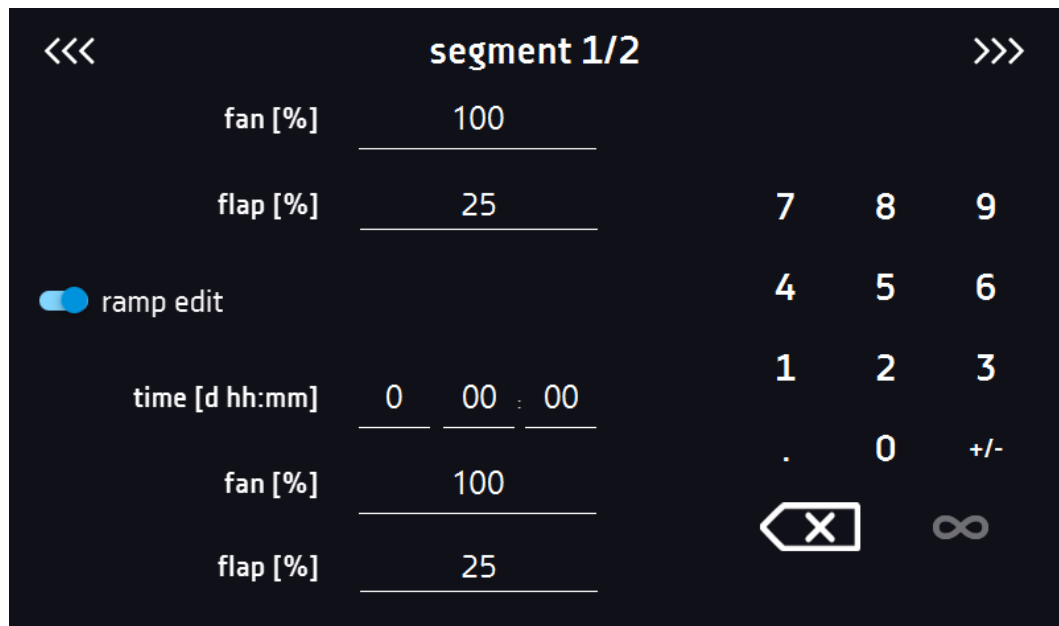 <<< segment 1/2 >>>
fan [%] 100
flap [%] 25
7 8 9
ramp edit
4 5 6
time [d hh:mm] 0 00 : 00
1 2 3
. 0 +/-
fan [%] 100
X ∞
flap [%] 25